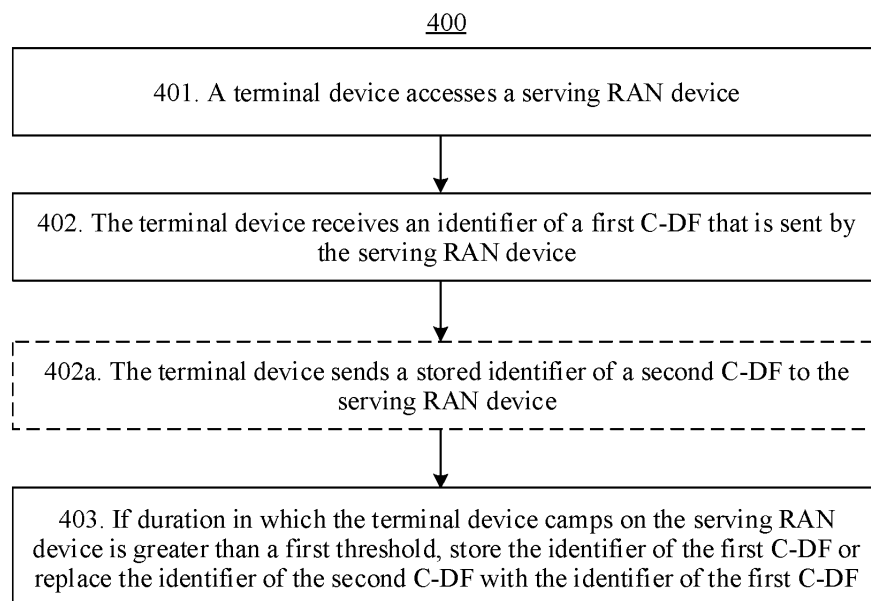 400
401. A terminal device accesses a serving RAN device
402. The terminal device receives an identifier of a first C-DF that is sent by
the serving RAN device
402a. The terminal device sends a stored identifier of a second C-DF to the
serving RAN device
403. If duration in which the terminal device camps on the serving RAN
device is greater than a first threshold, store the identifier of the first C-DF or
replace the identifier of the second C-DF with the identifier of the first C-DF